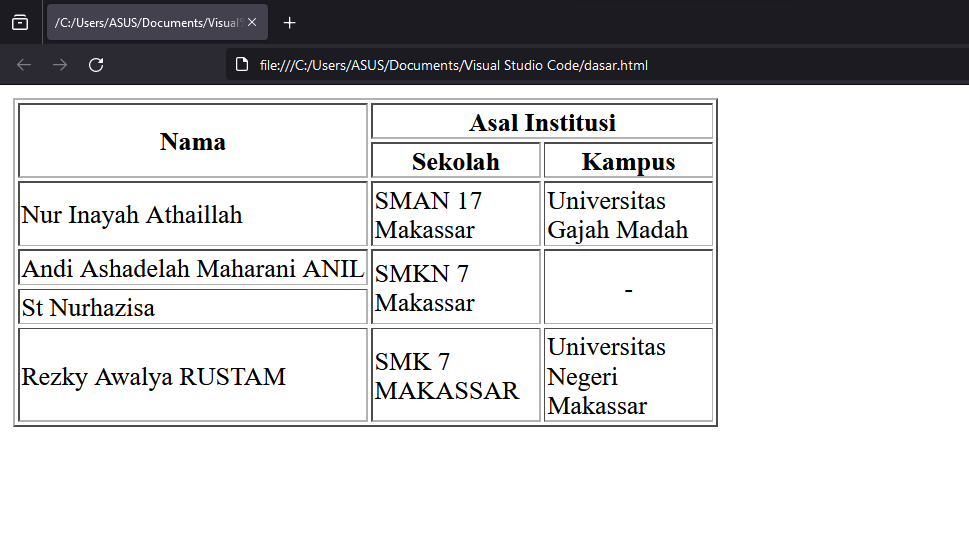 /C:/Users/ASUS/Documents/Visual
file:///C:/Users/ASUS/Documents/Visual Studio Code/dasar.html
Nama
Asal Institusi
Sekolah
Kampus
Nur Inayah Athaillah
SMAN 17
Makassar
Universitas
Gajah Madah
Andi Ashadelah Maharani ANIL
SMKN 7
Makassar
-
St Nurhazisa
Rezky Awalya RUSTAM
SMK 7
MAKASSAR
Universitas
Negeri
Makassar